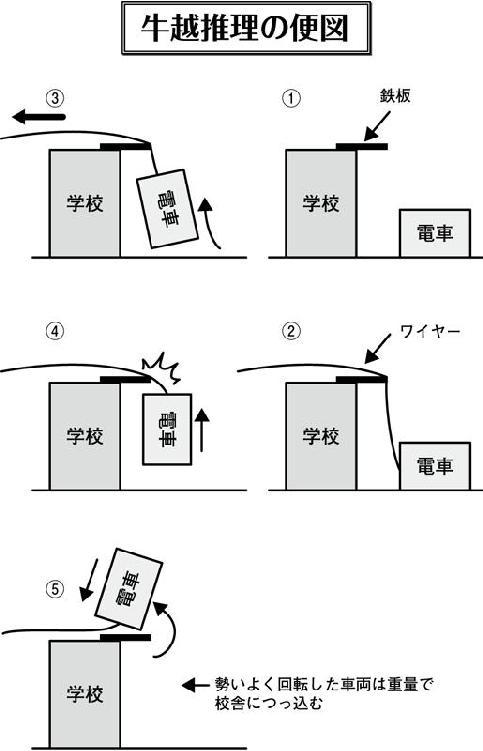 牛越推理の便図
①
鉄板
学校
電車
②
ワイヤー
学校
電車
③
学校
電車
④
学校
電車
⑤
電車
学校
勢いよく回転した車両は重量で
校舎につっ込む